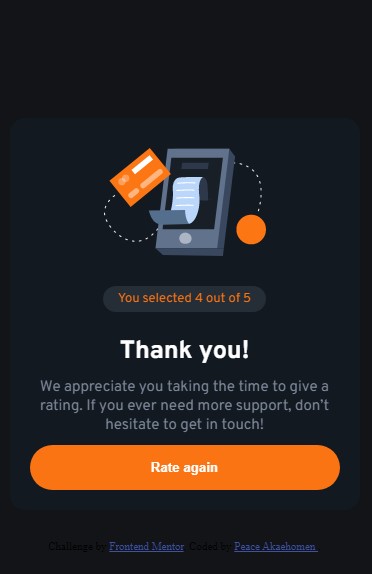 You selected 4 out of 5
Thank you!
We appreciate you taking the time to give a
rating. If you ever need more support, don't
hesitate to get in touch!
Rate again
Challenge by Frontend Mentor. Coded by Peace Akaehomen.